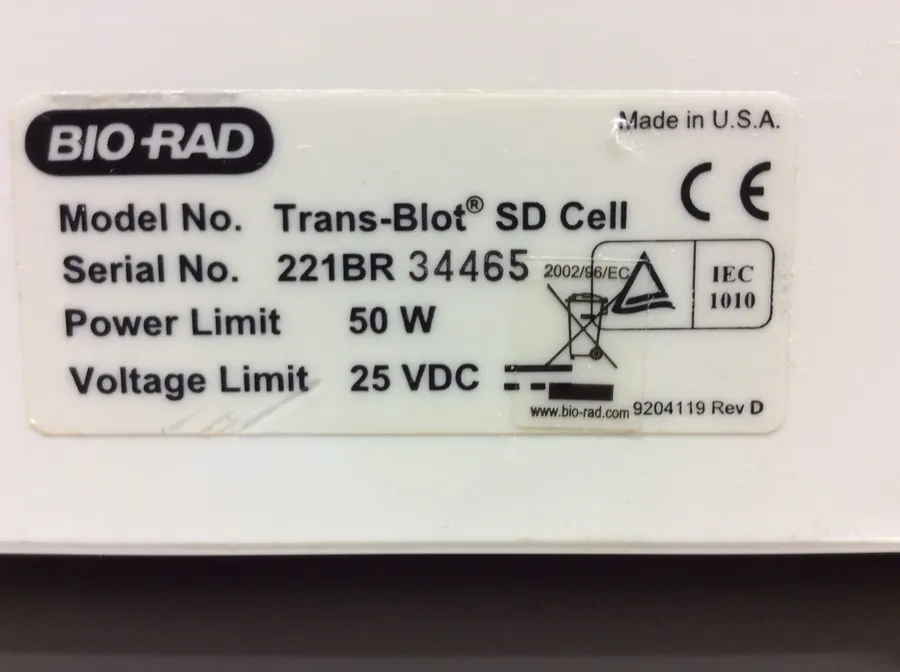 BIO-RAD
Made in U.S.A.
CE
Model No. Trans-Blot® SD Cell
Serial No. 221BR 34465
2002/96/EC
IEC
1010
Power Limit 50 W
Voltage Limit 25 VDC
www.bio-rad.com 9204119 Rev D